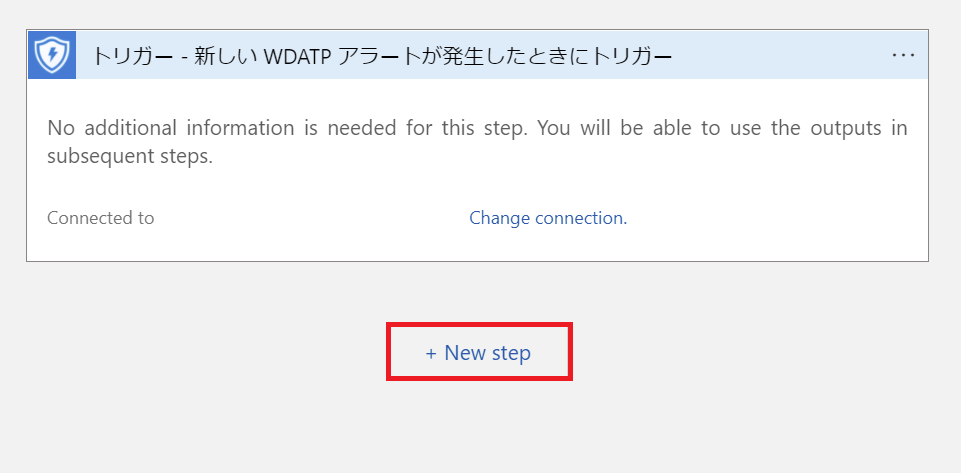 トリガー - 新しい WDATP アラートが発生したときにトリガー
...
No additional information is needed for this step. You will be able to use the outputs in
subsequent steps.
Connected to
Change connection.
+ New step